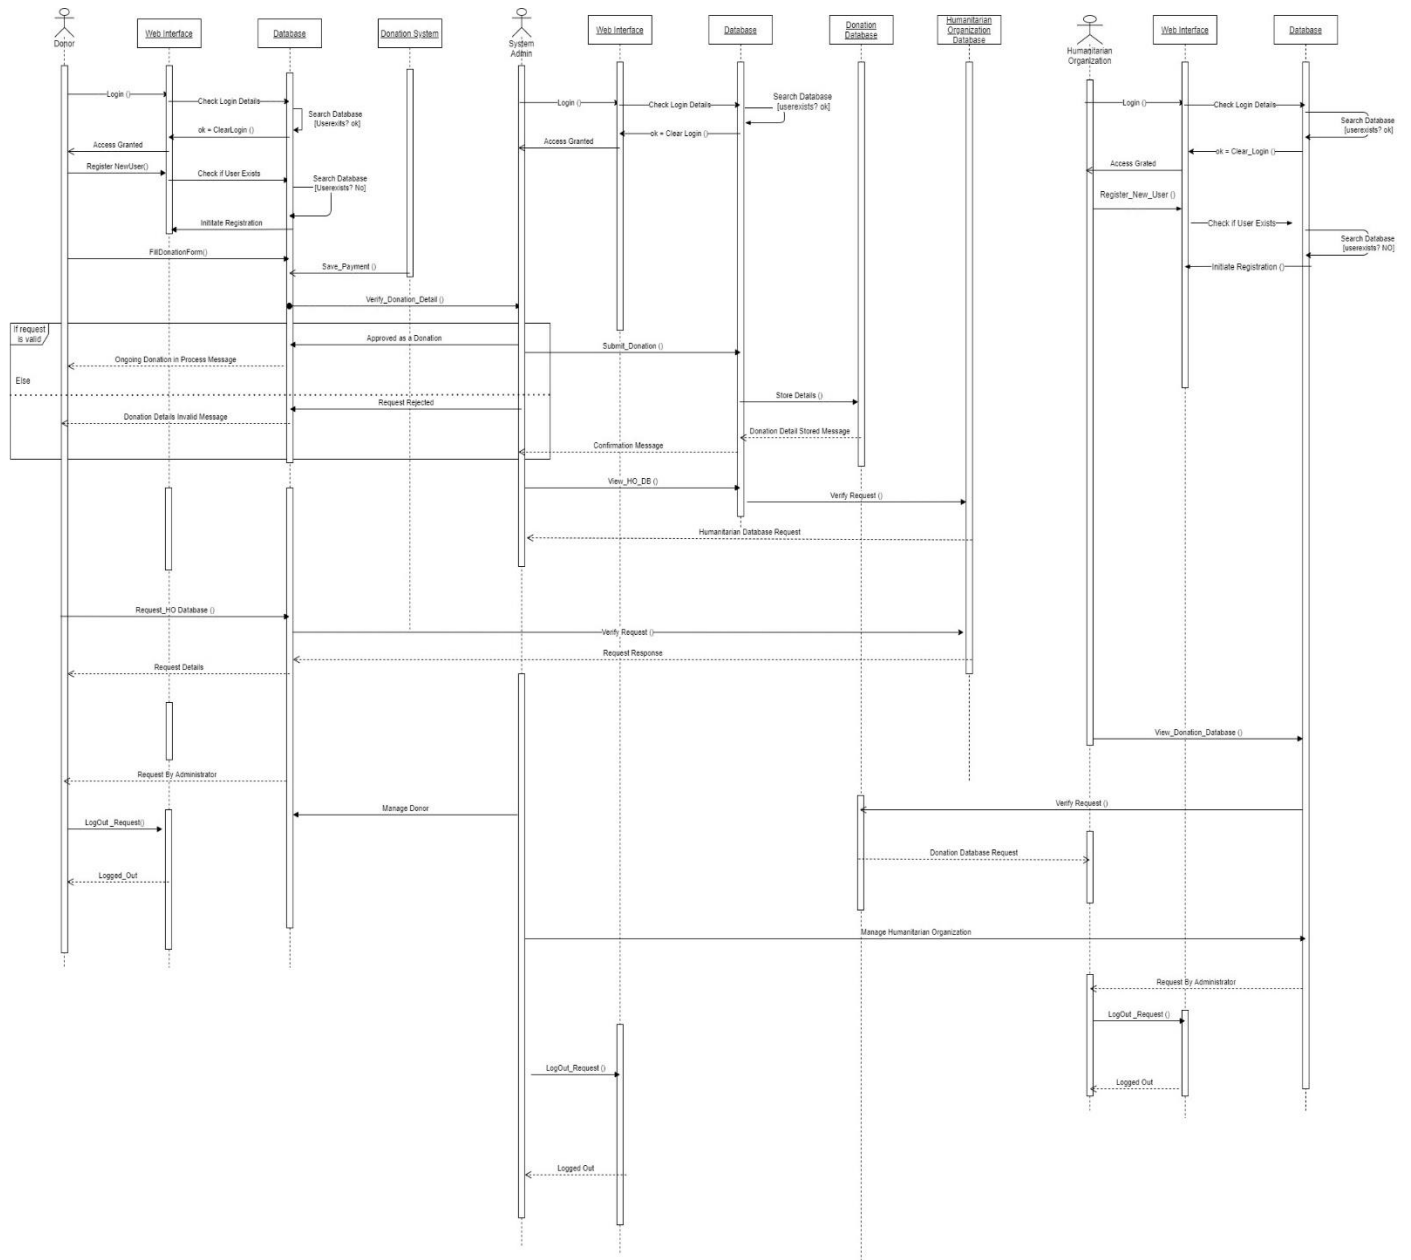 Donor
Web Interface
Database
Donation System
System
Admin
Web Interface
Database
Donation
Database
Humanitarian
Organization
Database
Humanitarian
Organization
Web Interface
Database
Login ()
Check Login Details
Search Database
[Userexits? ok]
ok = ClearLogin ()
Access Granted
Register NewUser()
Check if User Exists
Search Database
[Userexists? No]
Inititate Registration
FillDonationForm()
Save_Payment ()
Verify_Donation_Detail ()
If request
is valid
Approved as a Donation
Ongoing Donation in Process Message
Else
Request Rejected
Donation Details Invalid Message
Login ()
Check Login Details
Search Database
[userexists? ok]
ok = Clear Login ()
Access Granted
Submit_Donation ()
Store Details ()
Donation Detail Stored Message
Confirmation Message
View_HO_DB ()
Verify Request ()
Humanitarian Database Request
Login ()
Check Login Details
Search Database
[userexists? ok]
ok = Clear_Login ()
Access Grated
Register_New_User ()
Check if User Exists
Search Database
[userexists? NO]
Initiate Registration ()
Request_HO Database ()
Verify Request ()
Request Response
Request Details
View_Donation_Database ()
Request By Administrator
Manage Donor
Verify Request ()
LogOut _Request()
Donation Database Request
Logged_Out
Manage Humanitarian Organization
Request By Administrator
LogOut _Request ()
LogOut_Request ()
Logged Out
Logged Out